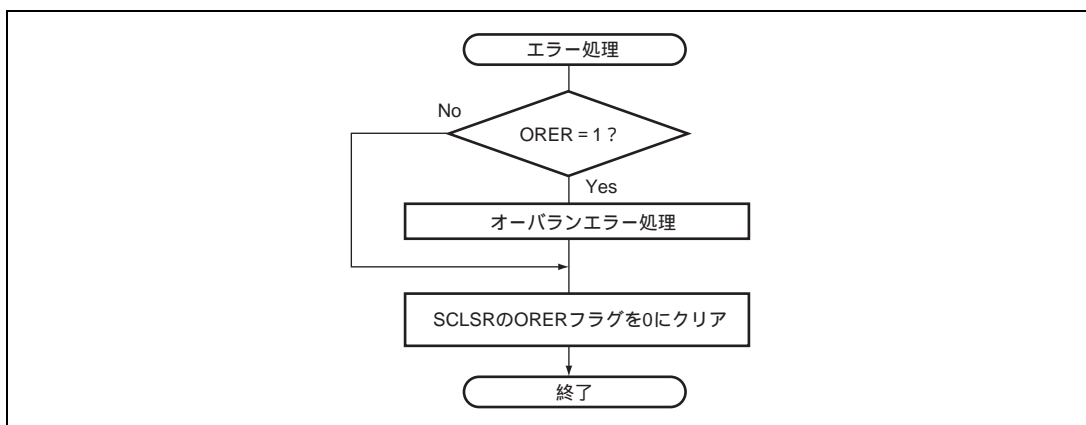 エラー処理
No
ORER = 1 ?
Yes
オーバランエラー処理
SCLSRのORERフラグを0にクリア
終了